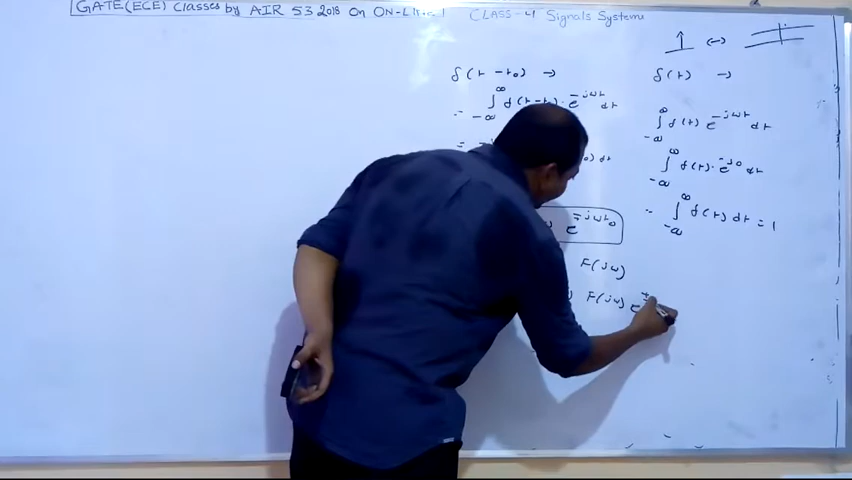 GATE(ECE) Classes by AIR 53 2018 on ON-Line! CLASS-4 Signals Systems
δ(t-t₀) →
= ∫_{-∞}^{∞} δ(t-t₀) · e^{-jωt} dt
=
dt
e^{∓jωt₀}
F(jω)
F(jω) e^{∓
↔
δ(t) →
∫_{-∞}^{∞} δ(t) e^{-jωt} dt
∫_{-∞}^{∞} δ(t) · e^{-j0} dt
= ∫_{-∞}^{∞} δ(t) dt = 1